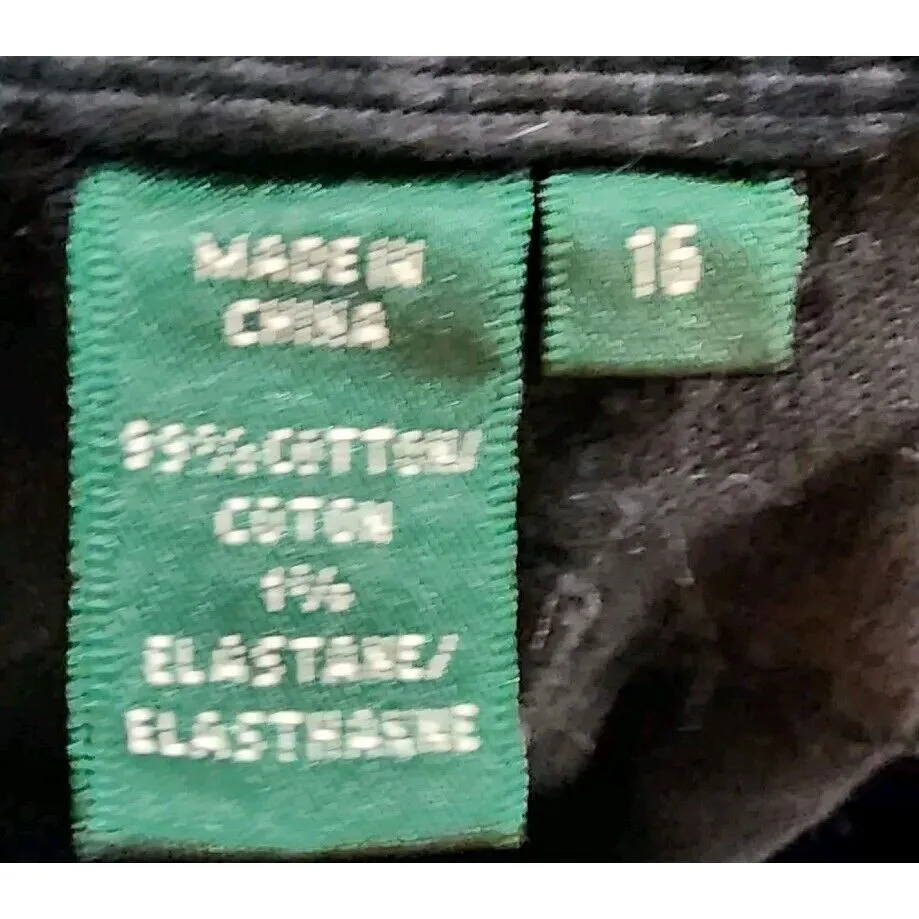 MADE IN
CHINA
99% COTTON/
COTON
1%
ELASTANE/
ELASTHANNE
16